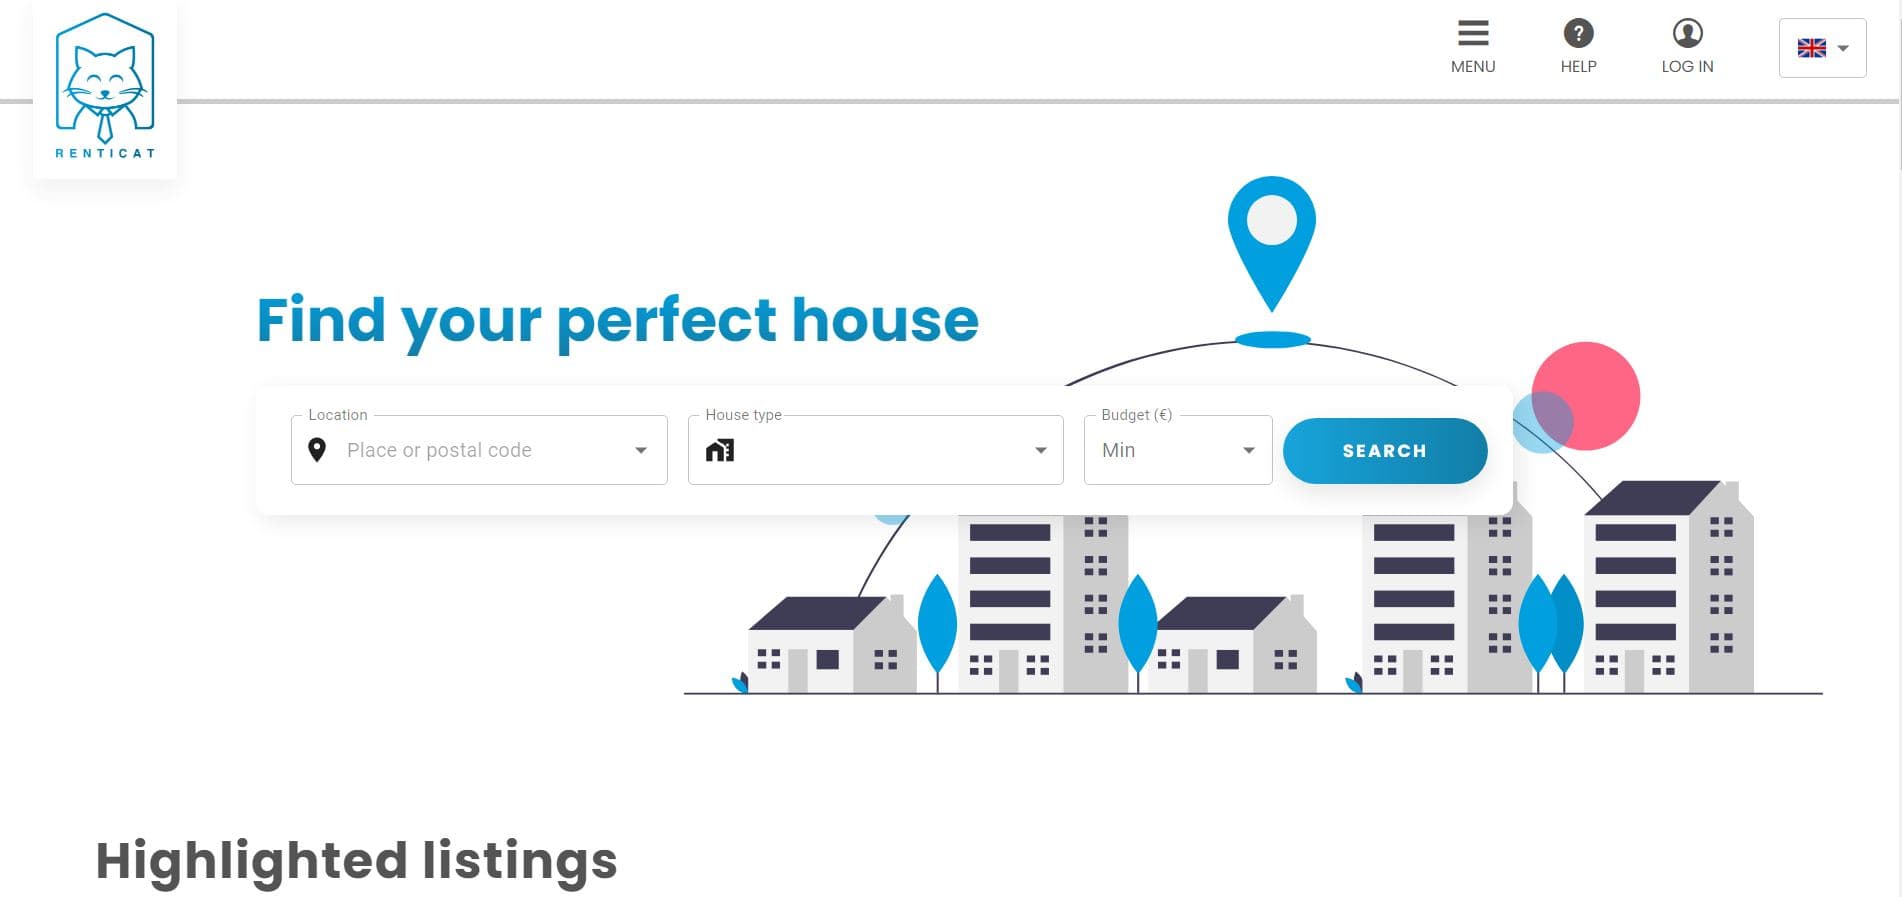 RENTICAT
MENU
HELP
LOG IN
Find your perfect house
Location
Place or postal code
House type
Budget (€)
Min
SEARCH
Highlighted listings